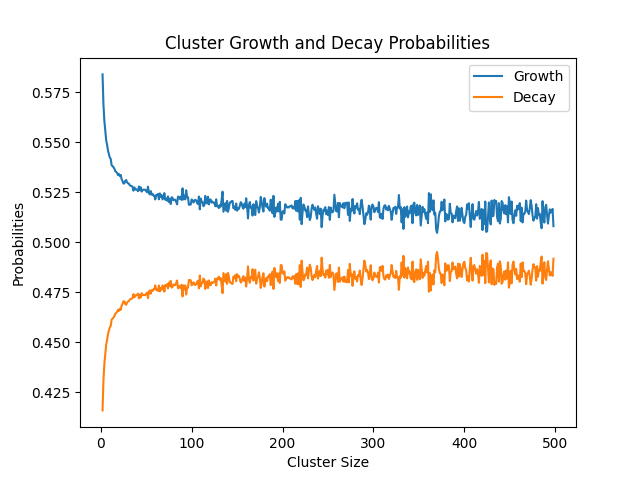 Cluster Growth and Decay Probabilities
Growth
Decay
0.575
0.550
0.525
0.500
0.475
0.450
0.425
Probabilities
0
100
200
300
400
500
Cluster Size